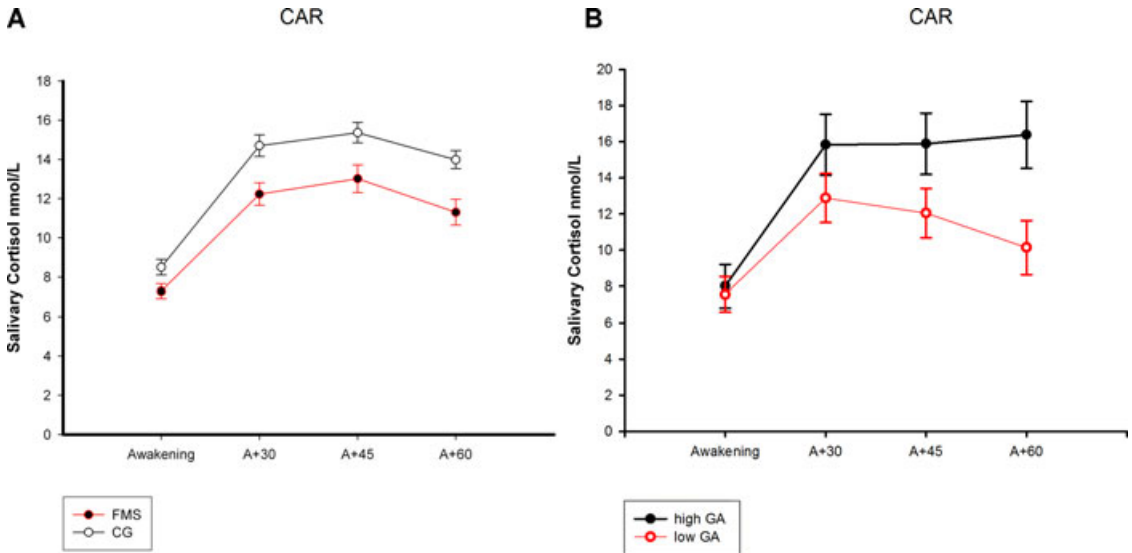 A
CAR
Salivary Cortisol nmol/L
18
16
14
12
10
8
6
4
2
0
Awakening A+30 A+45 A+60
FMS
CG
B
CAR
Salivary Cortisol nmol/L
20
18
16
14
12
10
8
6
4
2
0
Awakening A+30 A+45 A+60
high GA
low GA